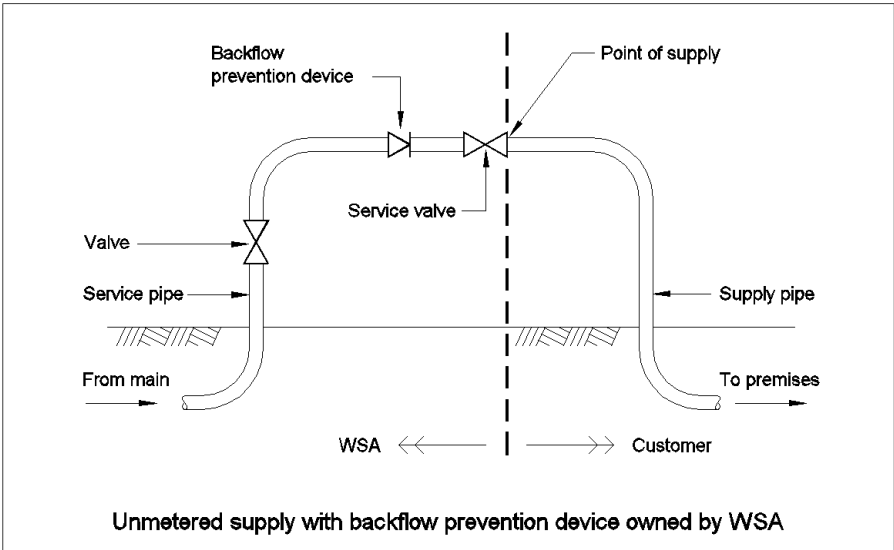 Backflow
prevention device
Point of supply
Service valve
Valve
Service pipe
Supply pipe
From main
To premises
WSA
Customer
Unmetered supply with backflow prevention device owned by WSA